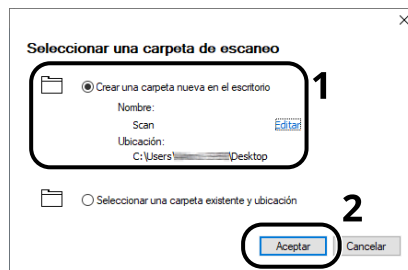 Seleccionar una carpeta de escaneo
Crear una carpeta nueva en el escritorio
1
Nombre:
Scan
Editar
Ubicación:
C:\Users\ \Desktop
Seleccionar una carpeta existente y ubicación
2
Aceptar
Cancelar